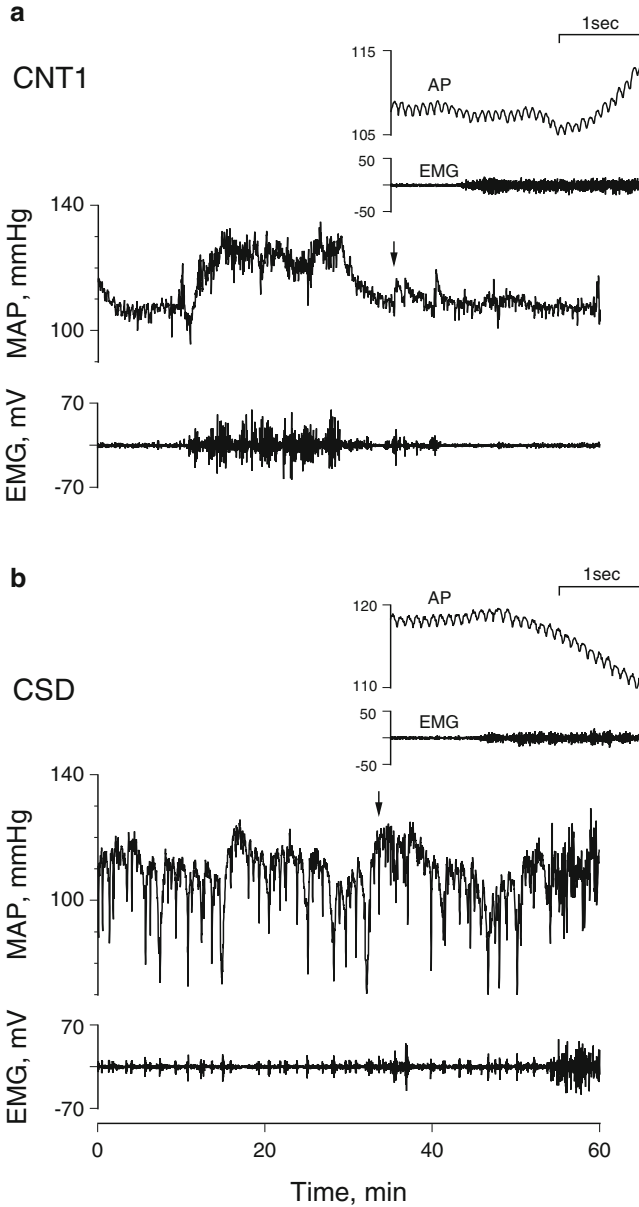 a
1sec
CNT1
115
AP
105
50
EMG
-50
140
100
MAP, mmHg
70
-70
EMG, mV
b
1sec
CSD
120
AP
110
50
EMG
-50
140
100
MAP, mmHg
70
-70
EMG, mV
0 20 40 60
Time, min